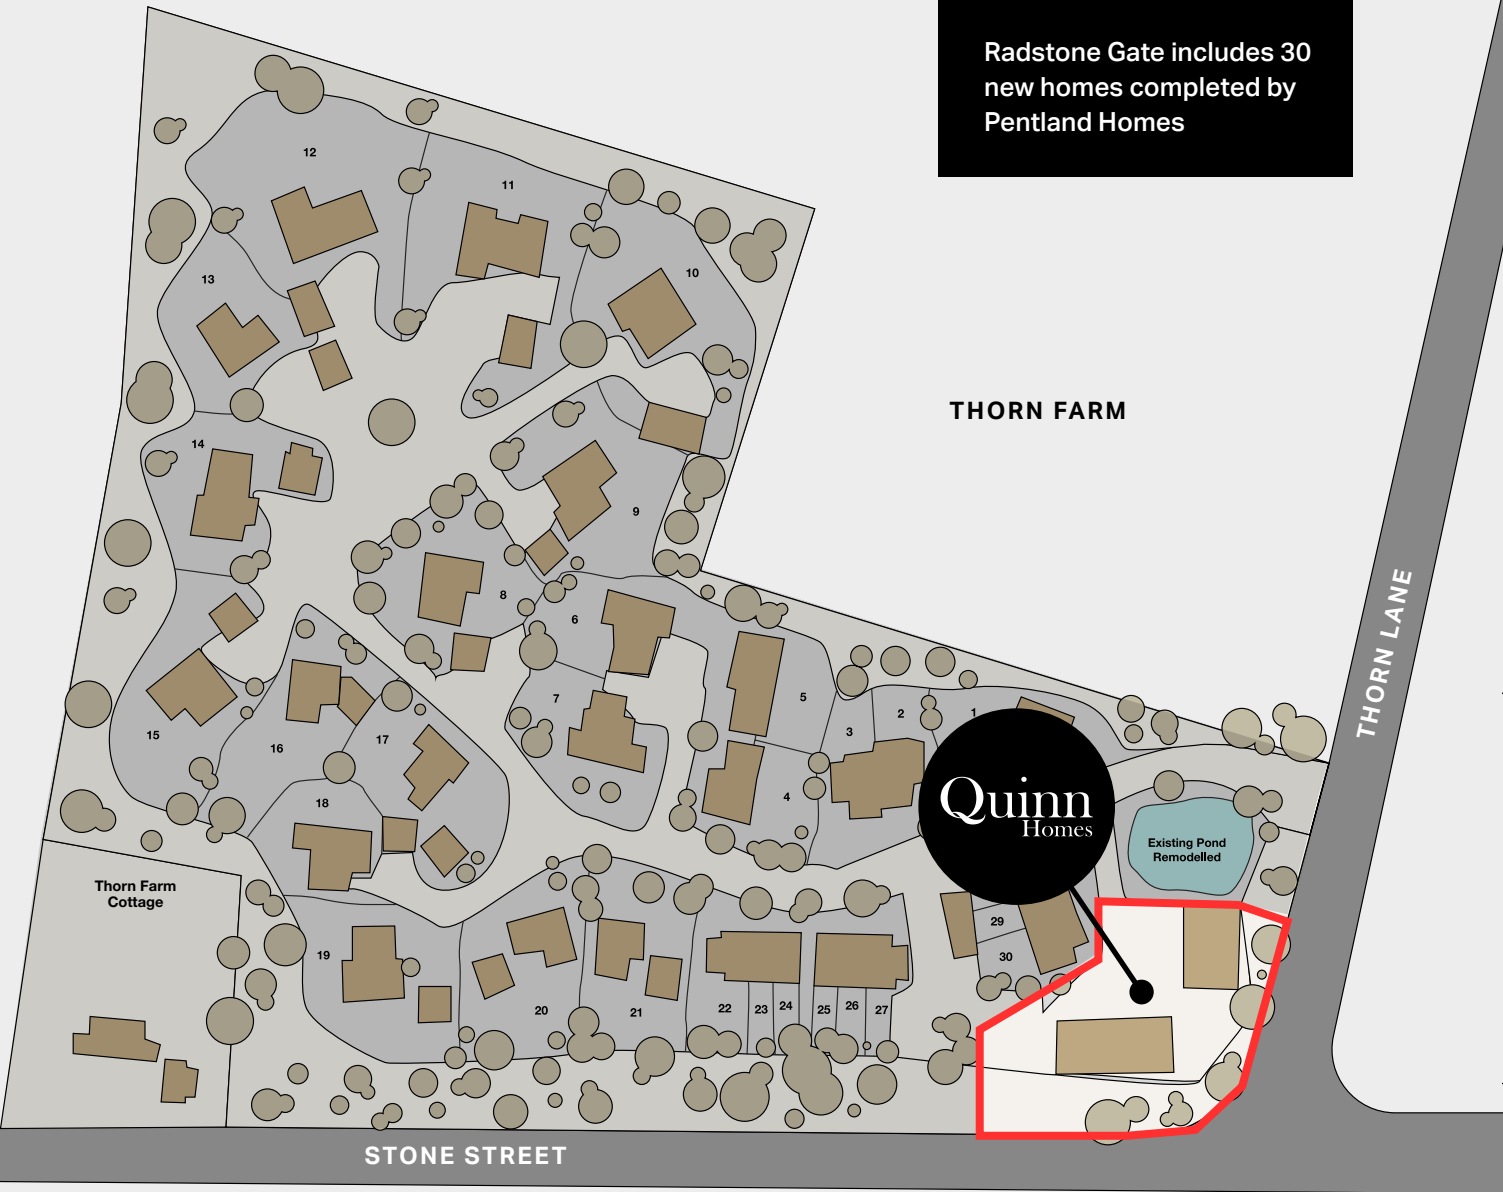 Radstone Gate includes 30
new homes completed by
Pentland Homes
12
11
10
13
THORN FARM
14
9
8
6
THORN LANE
7
5
2
1
3
15
16
17
4
18
Quinn
Homes
Existing Pond
Remodelled
Thorn Farm
Cottage
29
19
30
20
21
22
23
24
25
26
27
STONE STREET